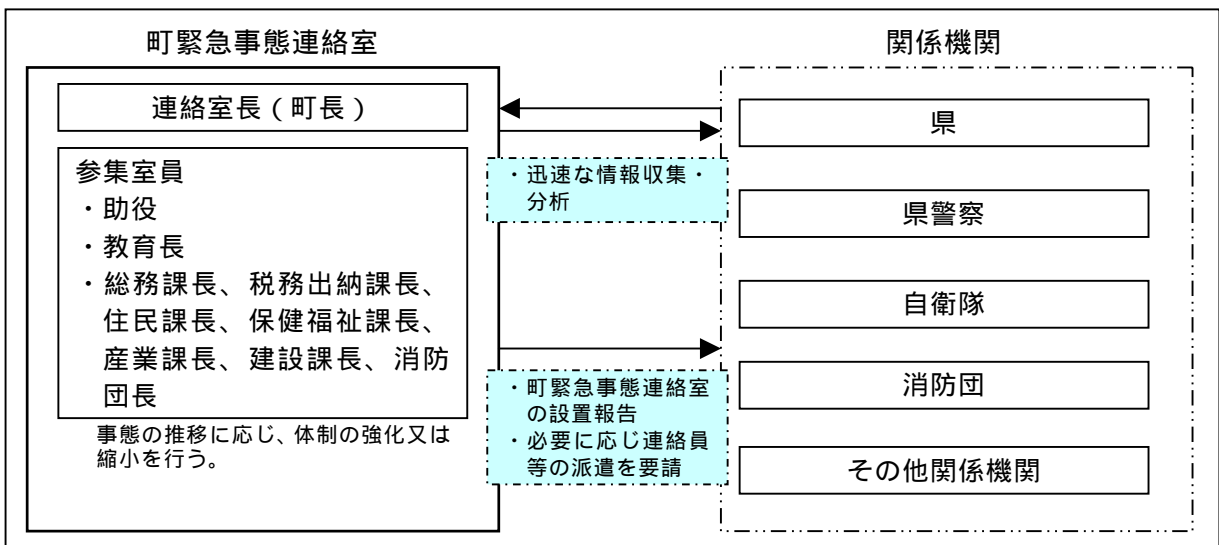 町緊急事態連絡室
連絡室長(町長)
参集室員
・助役
・教育長
・総務課長、税務出納課長、
住民課長、保健福祉課長、
産業課長、建設課長、消防
団長
事態の推移に応じ、体制の強化又は
縮小を行う。
・迅速な情報収集・
分析
・町緊急事態連絡室
の設置報告
・必要に応じ連絡員
等の派遣を要請
関係機関
県
県警察
自衛隊
消防団
その他関係機関